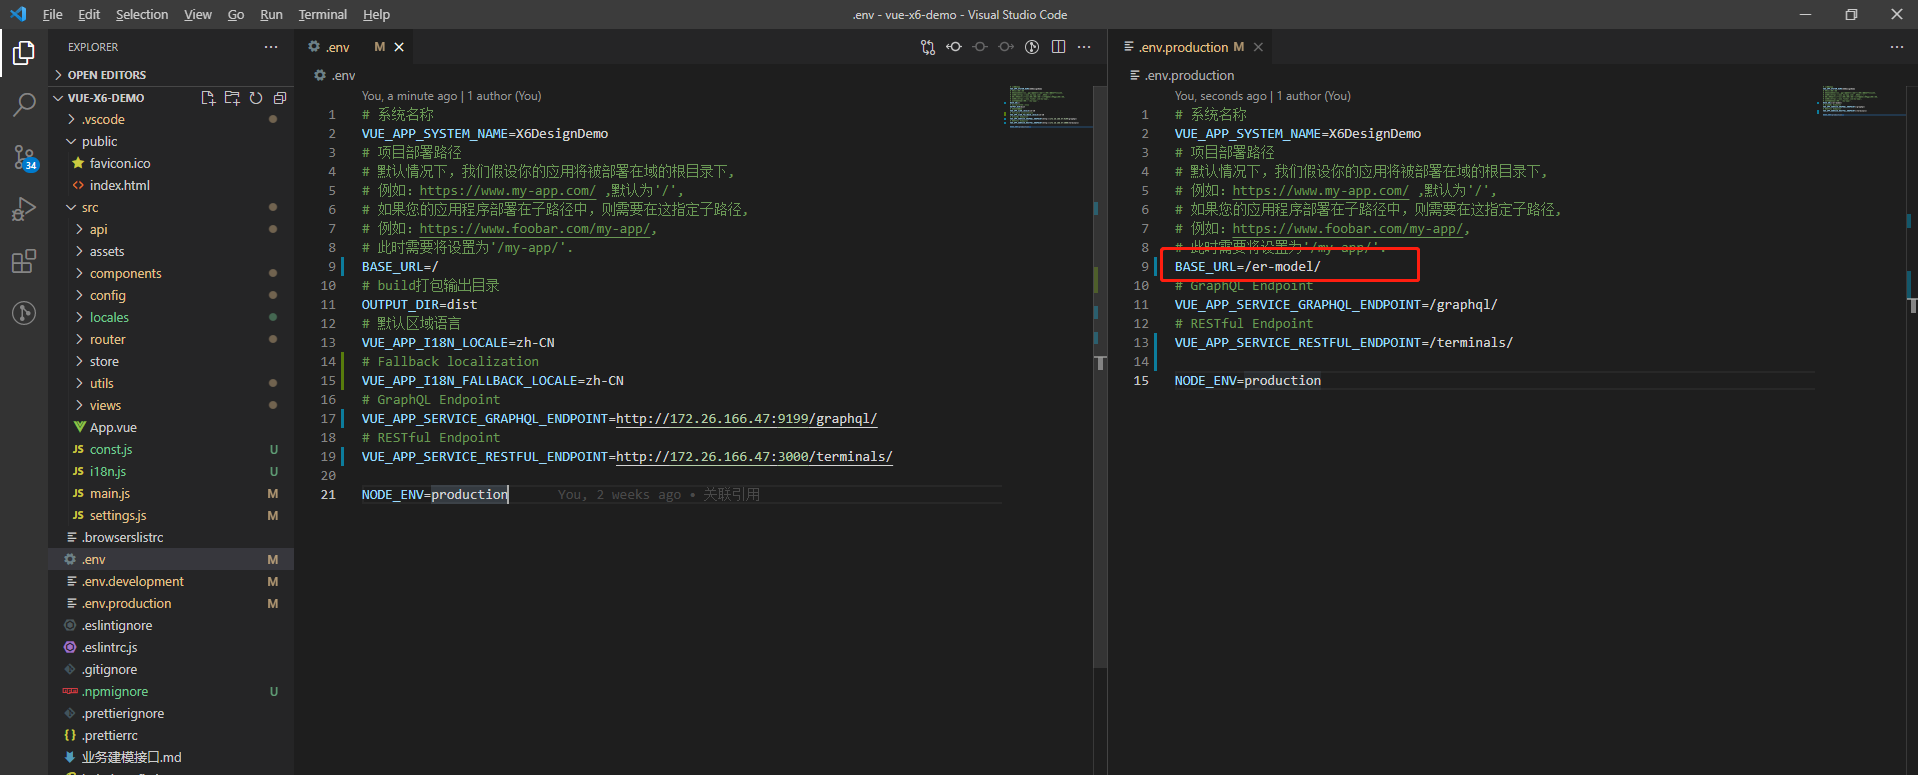 File Edit Selection View Go Run Terminal Help
.env - vue-x6-demo - Visual Studio Code
EXPLORER
OPEN EDITORS
VUE-X6-DEMO
.vscode
public
favicon.ico
index.html
src
api
assets
components
config
locales
router
store
utils
views
App.vue
JS const.js U
JS i18n.js U
JS main.js M
JS settings.js M
.browserslistrc
.env M
.env.development M
.env.production M
.eslintignore
.eslintrc.js
.gitignore
.npmignore U
.prettierignore
{} .prettierrc
业务建模接口.md
34
.env M
.env
You, a minute ago | 1 author (You)
1 # 系统名称
2 VUE_APP_SYSTEM_NAME=X6DesignDemo
3 # 项目部署路径
4 # 默认情况下，我们假设你的应用将被部署在域的根目录下,
5 # 例如：https://www.my-app.com/ ,默认为'/',
6 # 如果您的应用程序部署在子路径中，则需要在这指定子路径,
7 # 例如：https://www.foobar.com/my-app/,
8 # 此时需要将设置为'/my-app/'.
9 BASE_URL=/
10 # build打包输出目录
11 OUTPUT_DIR=dist
12 # 默认区域语言
13 VUE_APP_I18N_LOCALE=zh-CN
14 # Fallback localization
15 VUE_APP_I18N_FALLBACK_LOCALE=zh-CN
16 # GraphQL Endpoint
17 VUE_APP_SERVICE_GRAPHQL_ENDPOINT=http://172.26.166.47:9199/graphql/
18 # RESTful Endpoint
19 VUE_APP_SERVICE_RESTFUL_ENDPOINT=http://172.26.166.47:3000/terminals/
20
21 NODE_ENV=production You, 2 weeks ago • 关联引用
.env.production M
.env.production
You, seconds ago | 1 author (You)
1 # 系统名称
2 VUE_APP_SYSTEM_NAME=X6DesignDemo
3 # 项目部署路径
4 # 默认情况下，我们假设你的应用将被部署在域的根目录下,
5 # 例如：https://www.my-app.com/ ,默认为'/',
6 # 如果您的应用程序部署在子路径中，则需要在这指定子路径,
7 # 例如：https://www.foobar.com/my-app/,
8 # 此时需要将设置为'/my-app/'.
9 BASE_URL=/er-model/
10 # GraphQL Endpoint
11 VUE_APP_SERVICE_GRAPHQL_ENDPOINT=/graphql/
12 # RESTful Endpoint
13 VUE_APP_SERVICE_RESTFUL_ENDPOINT=/terminals/
14
15 NODE_ENV=production